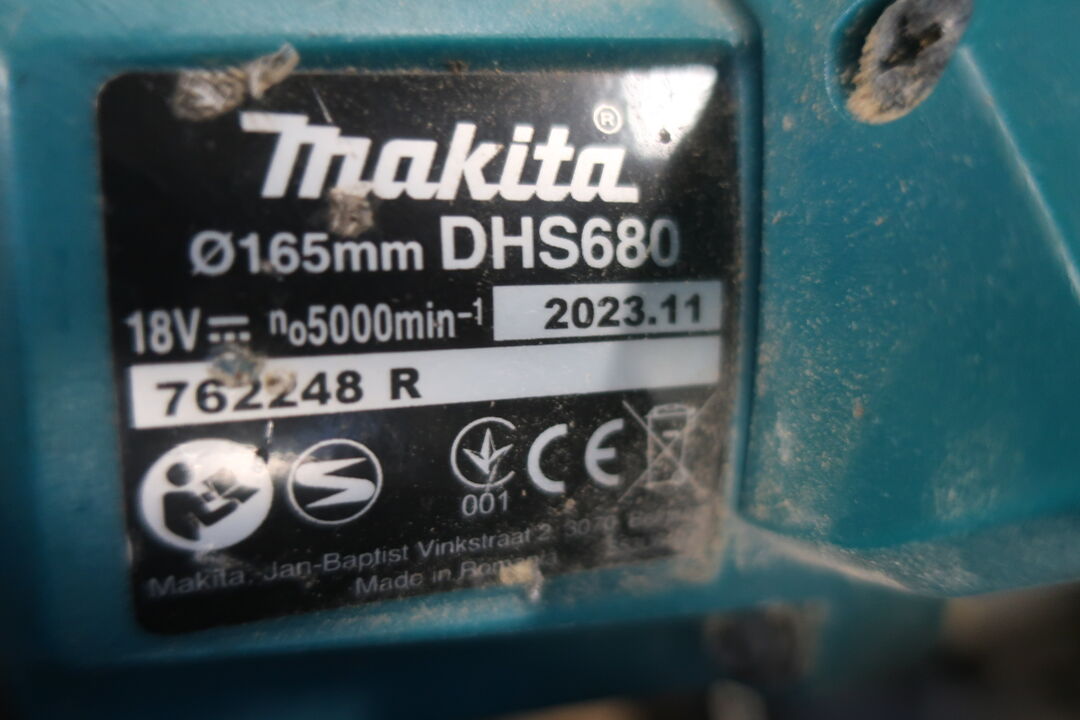 makita®
Ø165mm DHS680
18V⎓ n₀5000min⁻¹ 2023.11
762248 R
001 CE
Makita. Jan-Baptist Vinkstraat 2 3070
Made in Romania